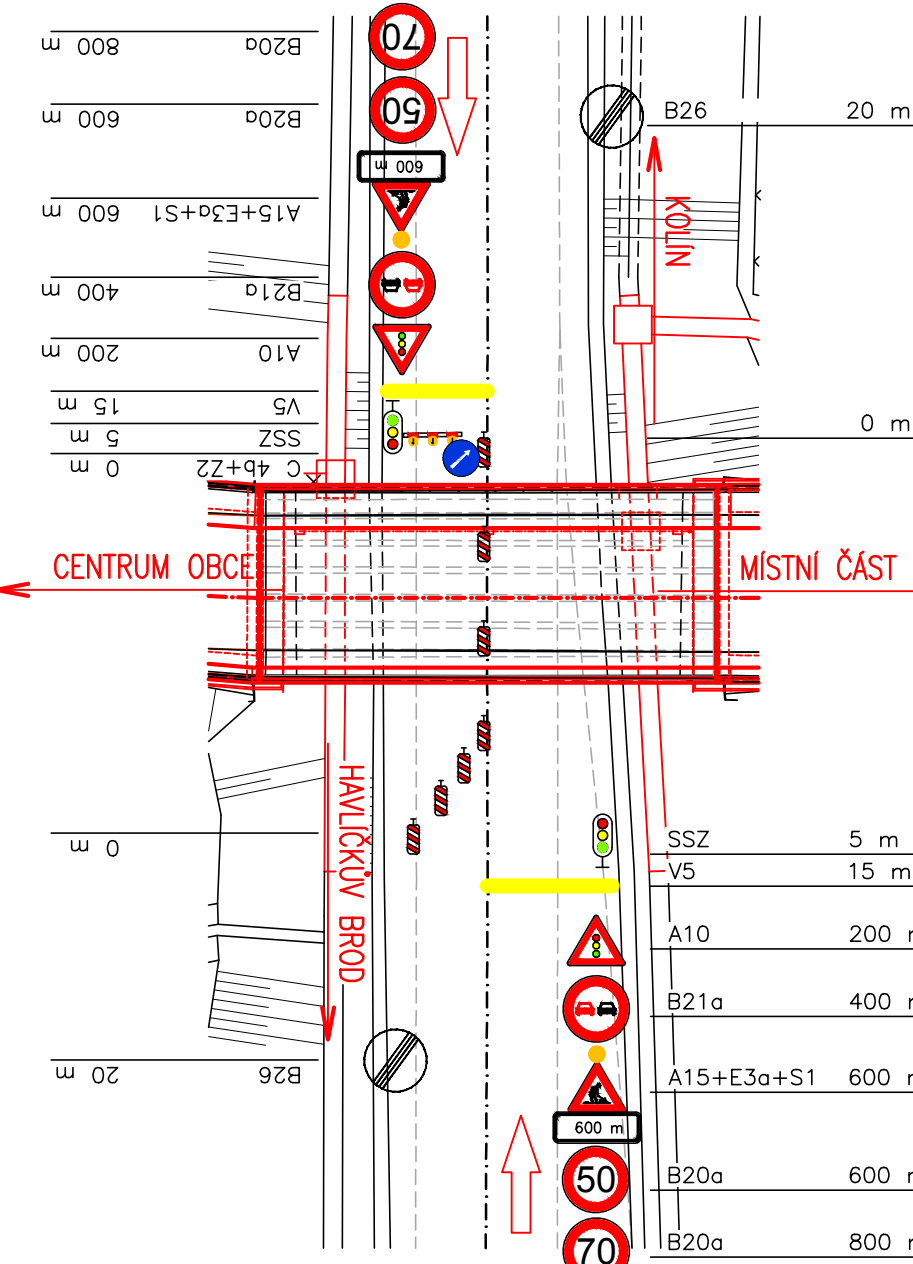 B20a 800 m
70
B20a 600 m
50
600 m
A15+E3a+S1 600 m
B21a 400 m
A10 200 m
V5 15 m
SSZ 5 m
C 4b+Z2 0 m
B26 20 m
KOLÍN
0 m
CENTRUM OBCE
MÍSTNÍ ČÁST
HAVLÍČKŮV BROD
0 m
B26 20 m
SSZ 5 m
V5 15 m
A10 200 m
B21a 400 m
A15+E3a+S1 600 m
600 m
50
B20a 600 m
70
B20a 800 m